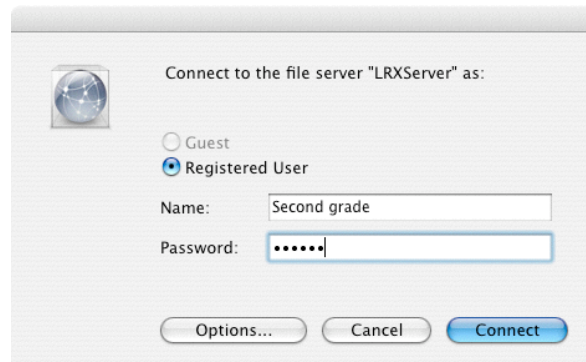 Connect to the file server "LRXServer" as:
Guest
Registered User
Name: Second grade
Password: ••••••
Options... Cancel Connect